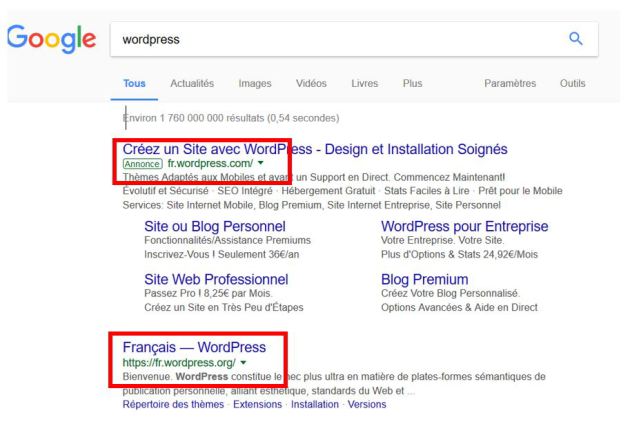 Google
wordpress
Tous Actualités Images Vidéos Livres Plus Paramètres Outils
Environ 1 760 000 000 résultats (0,54 secondes)
Créez un Site avec WordPress - Design et Installation Soignés
Annonce fr.wordpress.com/
Thèmes Adaptés aux Mobiles et ayant un Support en Direct. Commencez Maintenant!
Évolutif et Sécurisé · SEO Intégré · Hébergement Gratuit · Stats Faciles à Lire · Prêt pour le Mobile
Services: Site Internet Mobile, Blog Premium, Site Internet Entreprise, Site Personnel
Site ou Blog Personnel
Fonctionnalités/Assistance Premiums
Inscrivez-Vous ! Seulement 36€/an
WordPress pour Entreprise
Votre Entreprise. Votre Site.
Plus d'Options & Stats 24,92€/Mois
Site Web Professionnel
Passez Pro ! 8,25€ par Mois.
Créez un Site en Très Peu d'Étapes
Blog Premium
Créez Votre Blog Personnalisé.
Options Avancées & Aide en Direct
Français — WordPress
https://fr.wordpress.org/
Bienvenue. WordPress constitue le nec plus ultra en matière de plates-formes sémantiques de
publication personnelle, alliant esthétique, standards du Web et ...
Répertoire des thèmes · Extensions · Installation · Versions